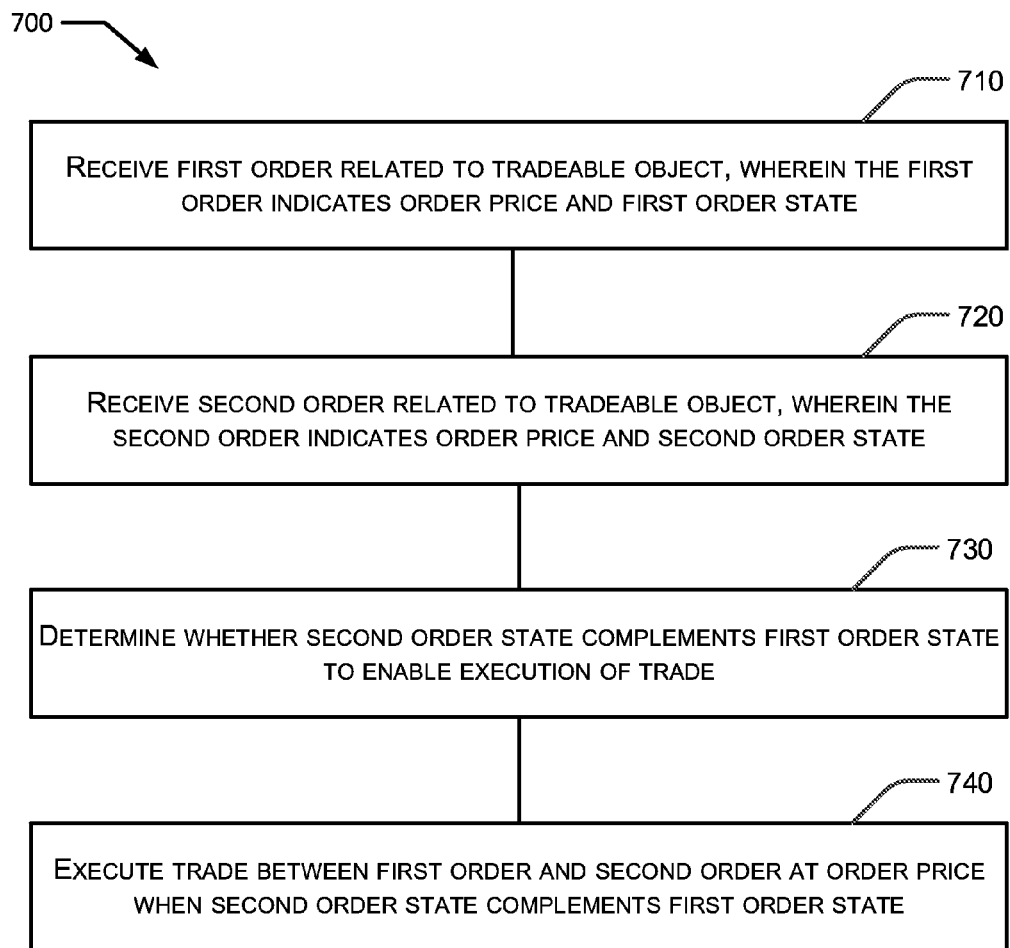 700
710
RECEIVE FIRST ORDER RELATED TO TRADEABLE OBJECT, WHEREIN THE FIRST
ORDER INDICATES ORDER PRICE AND FIRST ORDER STATE
720
RECEIVE SECOND ORDER RELATED TO TRADEABLE OBJECT, WHEREIN THE
SECOND ORDER INDICATES ORDER PRICE AND SECOND ORDER STATE
730
DETERMINE WHETHER SECOND ORDER STATE COMPLEMENTS FIRST ORDER STATE
TO ENABLE EXECUTION OF TRADE
740
EXECUTE TRADE BETWEEN FIRST ORDER AND SECOND ORDER AT ORDER PRICE
WHEN SECOND ORDER STATE COMPLEMENTS FIRST ORDER STATE